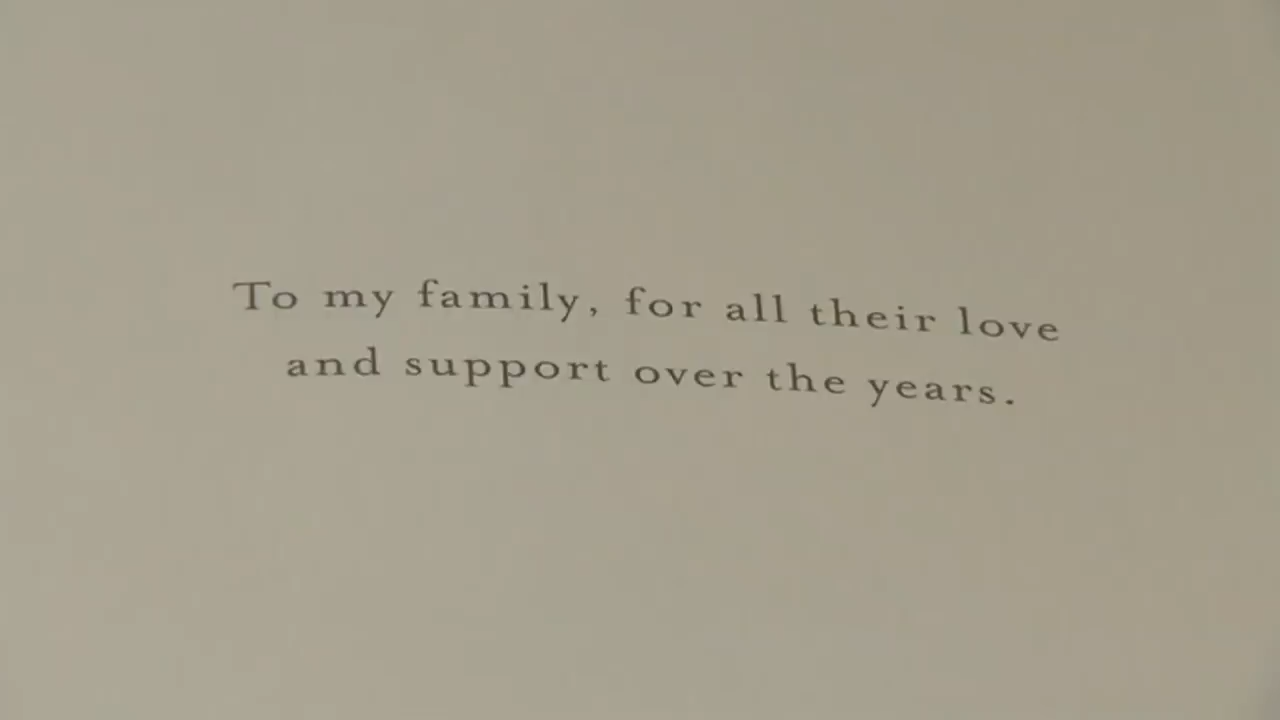 To my family, for all their love
and support over the years.